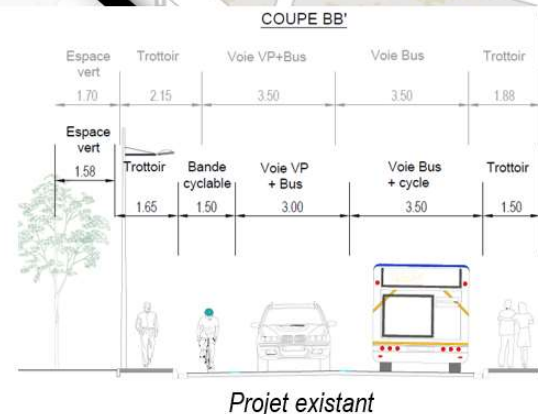 COUPE BB'
Espace vert Trottoir Voie VP+Bus Voie Bus Trottoir
1.70 2.15 3.50 3.50 1.88
Espace vert Trottoir Bande cyclable Voie VP + Bus Voie Bus + cycle Trottoir
1.58 1.65 1.50 3.00 3.50 1.50
Projet existant